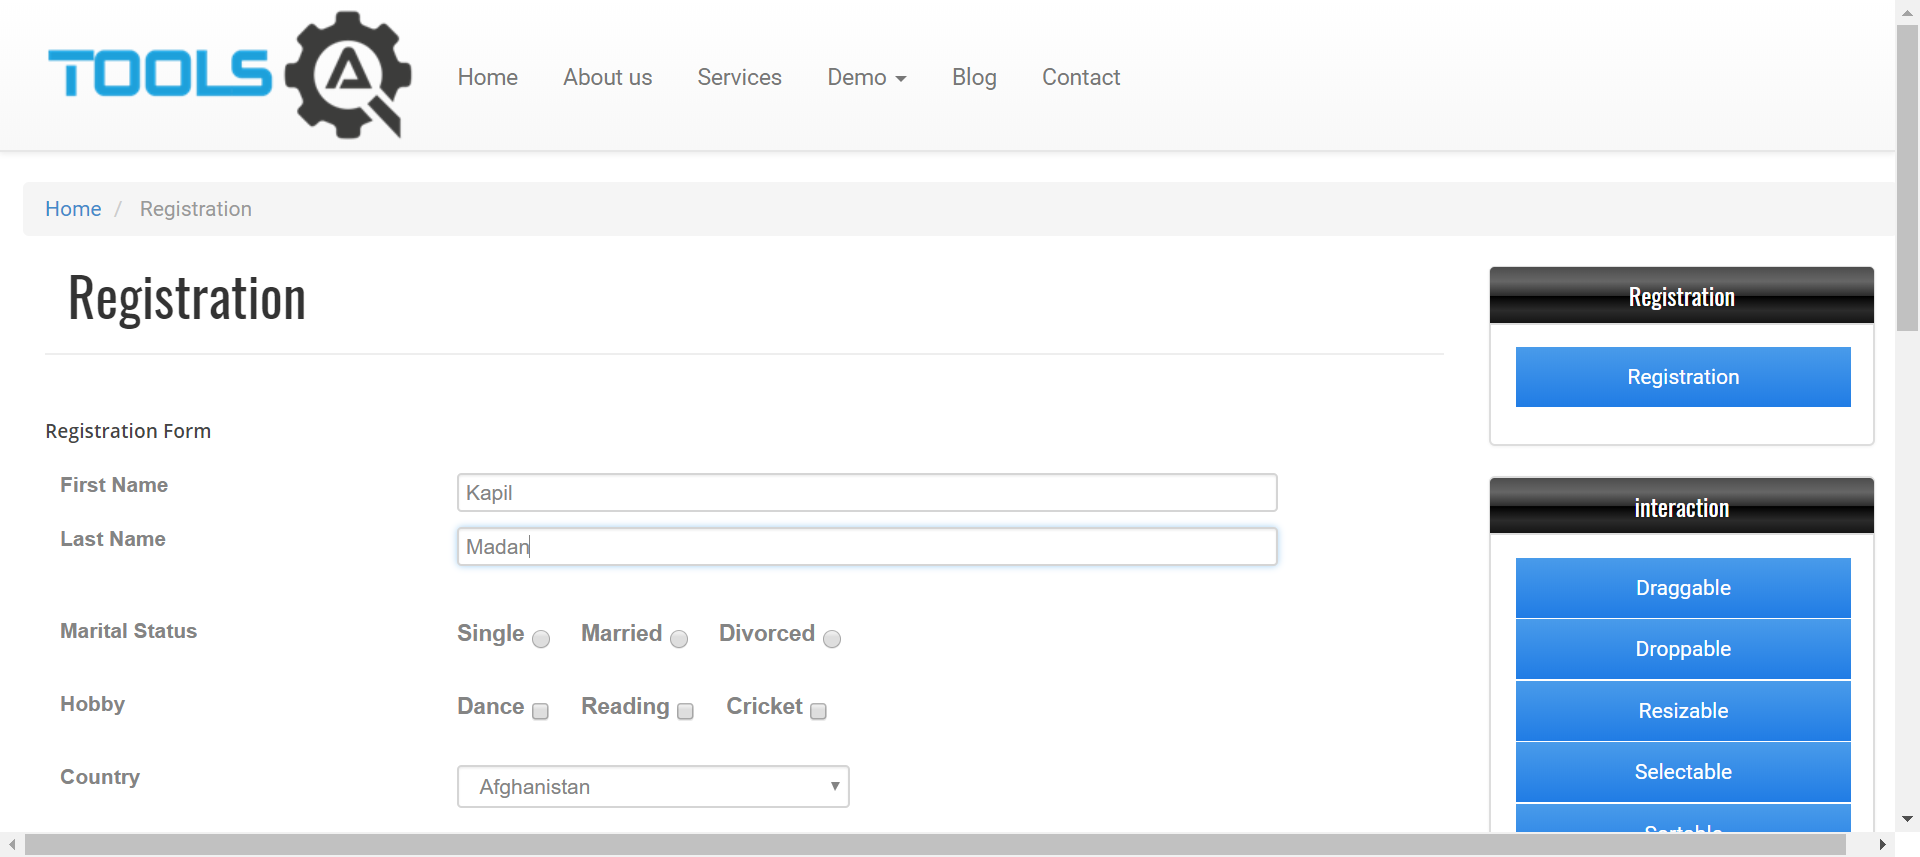 TOOLS QA
Home About us Services Demo Blog Contact
Home / Registration
Registration
Registration Form
First Name Kapil
Last Name Madan
Marital Status Single Married Divorced
Hobby Dance Reading Cricket
Country Afghanistan
Registration
Registration
interaction
Draggable
Droppable
Resizable
Selectable
Sortable